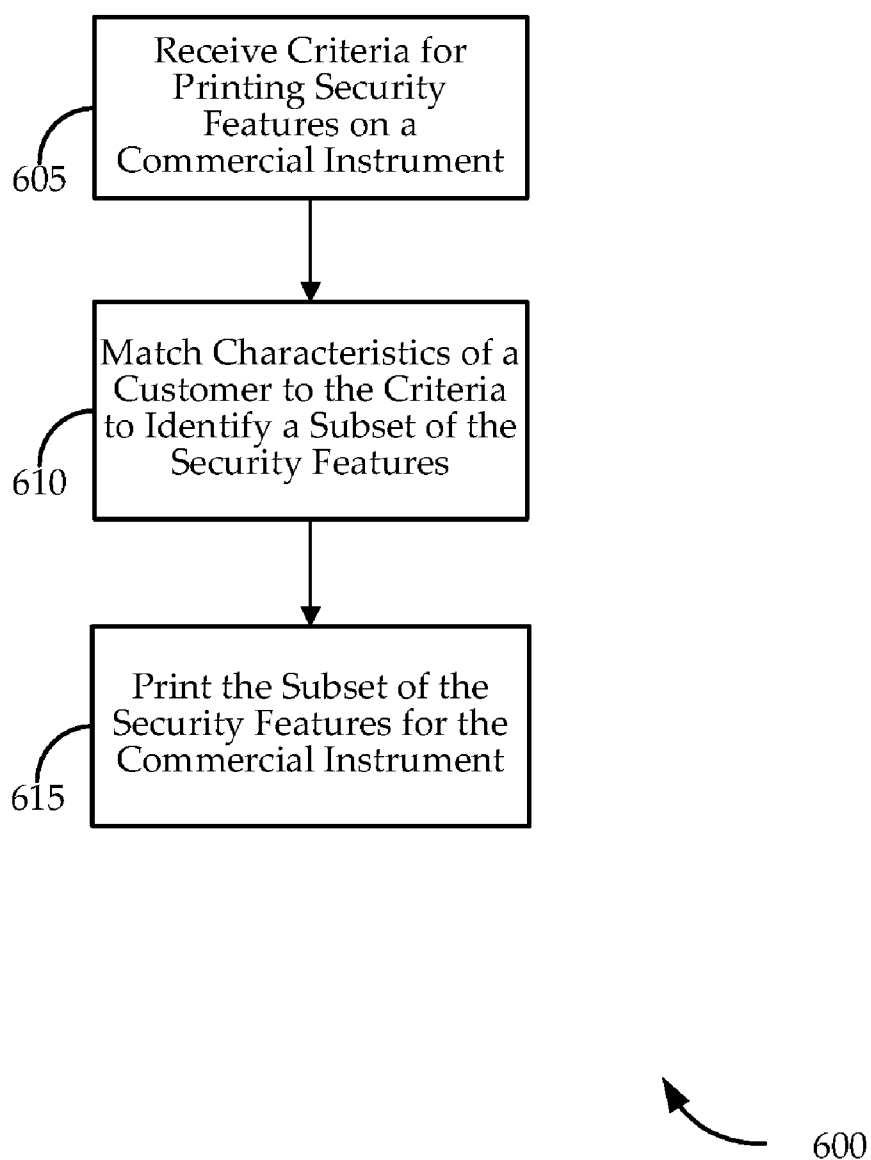 Receive Criteria for
Printing Security
Features on a
Commercial Instrument
605
Match Characteristics of a
Customer to the Criteria
to Identify a Subset of the
Security Features
610
Print the Subset of the
Security Features for the
Commercial Instrument
615
600